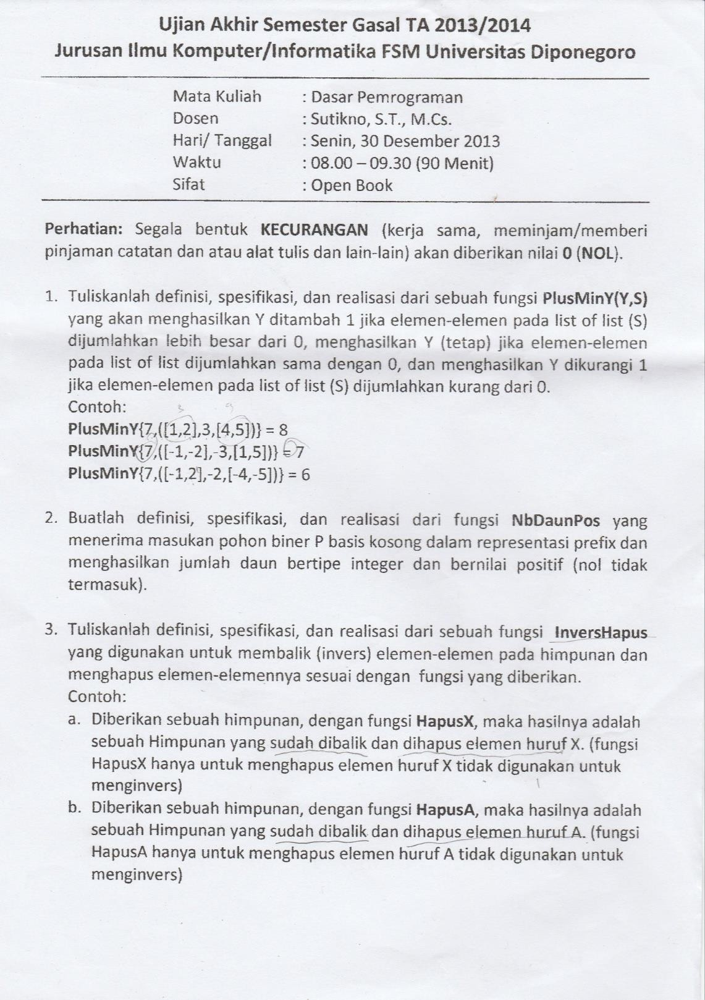 Ujian Akhir Semester Gasal TA 2013/2014
Jurusan Ilmu Komputer/Informatika FSM Universitas Diponegoro
Mata Kuliah : Dasar Pemrograman
Dosen : Sutikno, S.T., M.Cs.
Hari/ Tanggal : Senin, 30 Desember 2013
Waktu : 08.00 – 09.30 (90 Menit)
Sifat : Open Book
Perhatian: Segala bentuk KECURANGAN (kerja sama, meminjam/memberi
pinjaman catatan dan atau alat tulis dan lain-lain) akan diberikan nilai 0 (NOL).
1. Tuliskanlah definisi, spesifikasi, dan realisasi dari sebuah fungsi PlusMinY(Y,S)
yang akan menghasilkan Y ditambah 1 jika elemen-elemen pada list of list (S)
dijumlahkan lebih besar dari 0, menghasilkan Y (tetap) jika elemen-elemen
pada list of list dijumlahkan sama dengan 0, dan menghasilkan Y dikurangi 1
jika elemen-elemen pada list of list (S) dijumlahkan kurang dari 0.
Contoh:
3 9
PlusMinY{7,([1,2],3,[4,5])} = 8
PlusMinY{7,([-1,-2],-3,[1,5])} = 7
PlusMinY{7,([-1,2],-2,[-4,-5])} = 6
2. Buatlah definisi, spesifikasi, dan realisasi dari fungsi NbDaunPos yang
menerima masukan pohon biner P basis kosong dalam representasi prefix dan
menghasilkan jumlah daun bertipe integer dan bernilai positif (nol tidak
termasuk).
3. Tuliskanlah definisi, spesifikasi, dan realisasi dari sebuah fungsi InversHapus
yang digunakan untuk membalik (invers) elemen-elemen pada himpunan dan
menghapus elemen-elemennya sesuai dengan fungsi yang diberikan.
Contoh:
a. Diberikan sebuah himpunan, dengan fungsi HapusX, maka hasilnya adalah
sebuah Himpunan yang sudah dibalik dan dihapus elemen huruf X. (fungsi
HapusX hanya untuk menghapus elemen huruf X tidak digunakan untuk
menginvers)
b. Diberikan sebuah himpunan, dengan fungsi HapusA, maka hasilnya adalah
sebuah Himpunan yang sudah dibalik dan dihapus elemen huruf A. (fungsi
HapusA hanya untuk menghapus elemen huruf A tidak digunakan untuk
menginvers)